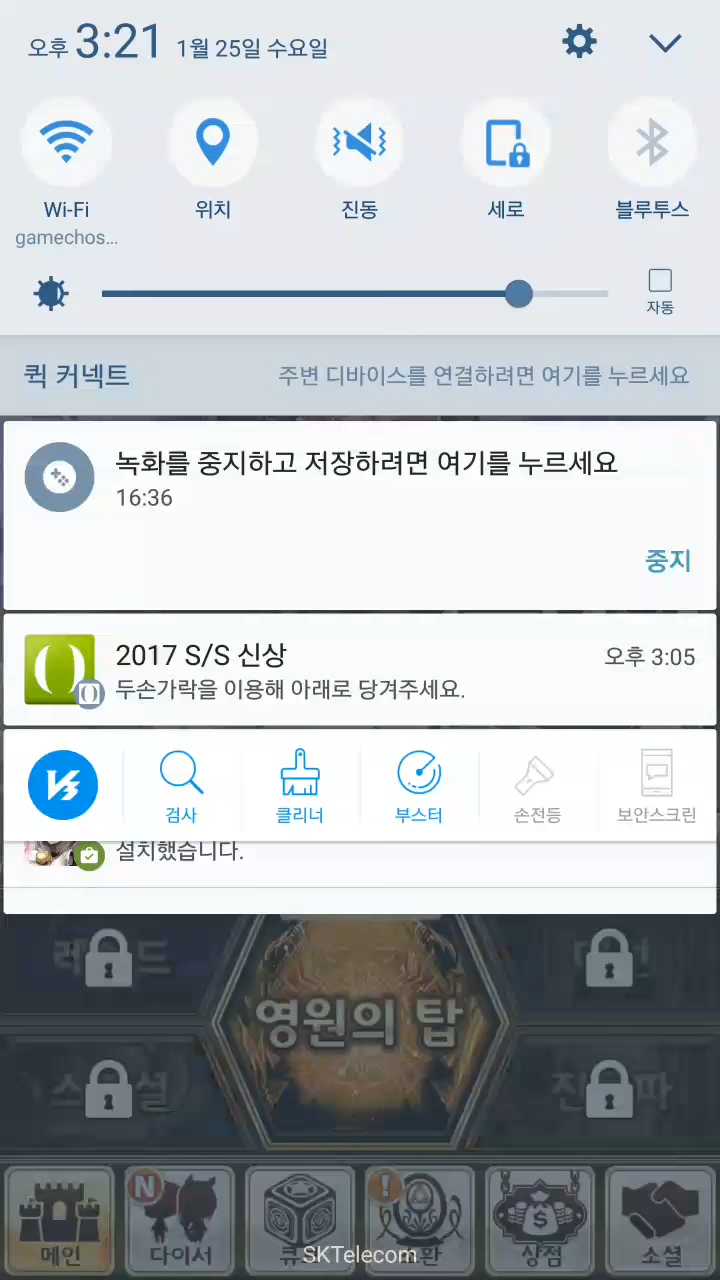 오후 3:21 1월 25일 수요일
Wi-Fi 위치 진동 세로 블루투스
gamechos...
자동
퀵 커넥트 주변 디바이스를 연결하려면 여기를 누르세요
녹화를 중지하고 저장하려면 여기를 누르세요
16:36
중지
2017 S/S 신상 오후 3:05
두손가락을 이용해 아래로 당겨주세요.
V3 검사 클리너 부스터 손전등 보안스크린
설치했습니다.
영원의 탑
N
!
메인 다이서 상점 소셜
SKTelecom